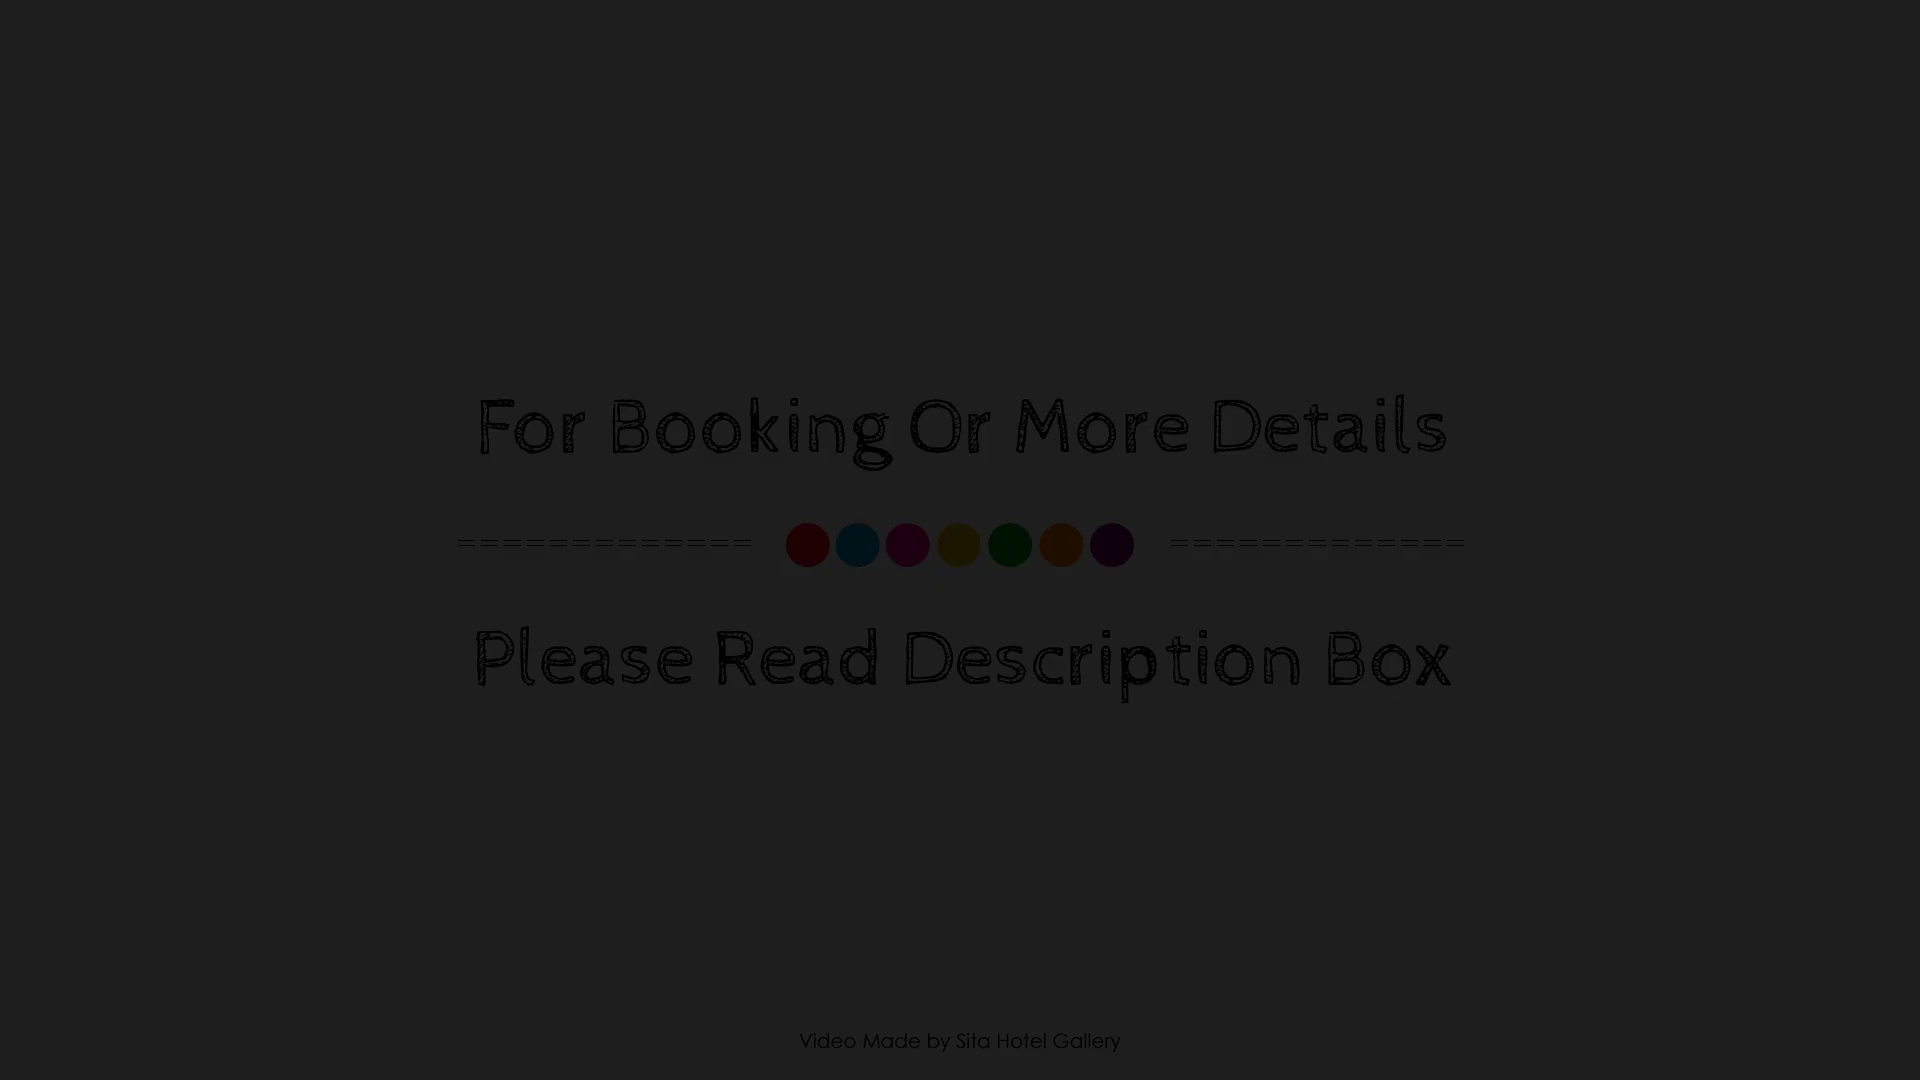 For Booking Or More Details
============= =============
Please Read Description Box
Video Made by Sita Hotel Gallery